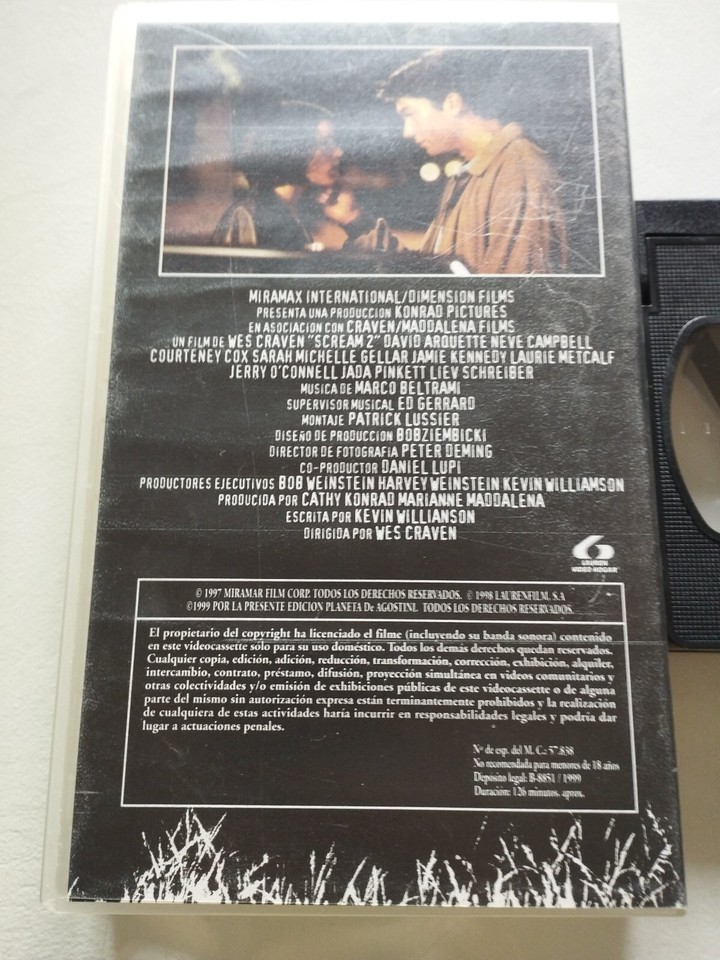 MIRAMAX INTERNATIONAL/DIMENSION FILMS
PRESENTA UNA PRODUCCION KONRAD PICTURES
EN ASOCIACION CON CRAVEN/MADDALENA FILMS
UN FILM DE WES CRAVEN "SCREAM 2" DAVID ARQUETTE NEVE CAMPBELL
COURTENEY COX SARAH MICHELLE GELLAR JAMIE KENNEDY LAURIE METCALF
JERRY O'CONNELL JADA PINKETT LIEV SCHREIBER
MUSICA DE MARCO BELTRAMI
SUPERVISOR MUSICAL ED GERRARD
MONTAJE PATRICK LUSSIER
DISEÑO DE PRODUCCION BOBZIEMBICKI
DIRECTOR DE FOTOGRAFIA PETER DEMING
CO-PRODUCTOR DANIEL LUPI
PRODUCTORES EJECUTIVOS BOB WEINSTEIN HARVEY WEINSTEIN KEVIN WILLIAMSON
PRODUCIDA POR CATHY KONRAD MARIANNE MADDALENA
ESCRITA POR KEVIN WILLIANSON
DIRIGIDA POR WES CRAVEN
LAUREN
VIDEO-HOGAR
© 1997 MIRAMAR FILM CORP. TODOS LOS DERECHOS RESERVADOS. © 1998 LAURENFILM, S.A
©1999 POR LA PRESENTE EDICION PLANETA De AGOSTINI. TODOS LOS DERECHOS RESERVADOS.
El propietario del copyright ha licenciado el filme (incluyendo su banda sonora) contenido
en este videocassette sólo para su uso doméstico. Todos los demás derechos quedan reservados.
Cualquier copia, edición, adición, reducción, transformación, corrección, exhibición, alquiler,
intercambio, contrato, préstamo, difusión, proyección simultánea en videos comunitarios y
otras colectividades y/o emisión de exhibiciones públicas de este videocassette o de alguna
parte del mismo sin autorización expresa están terminantemente prohibidos y la realización
de cualquiera de estas actividades haría incurrir en responsabilidades legales y podría dar
lugar a actuaciones penales.
Nº de esp. del M. C.: 57.838
No recomendada para menores de 18 años
Deposito legal: B-8851 / 1999
Duración: 126 minutos. aprox.